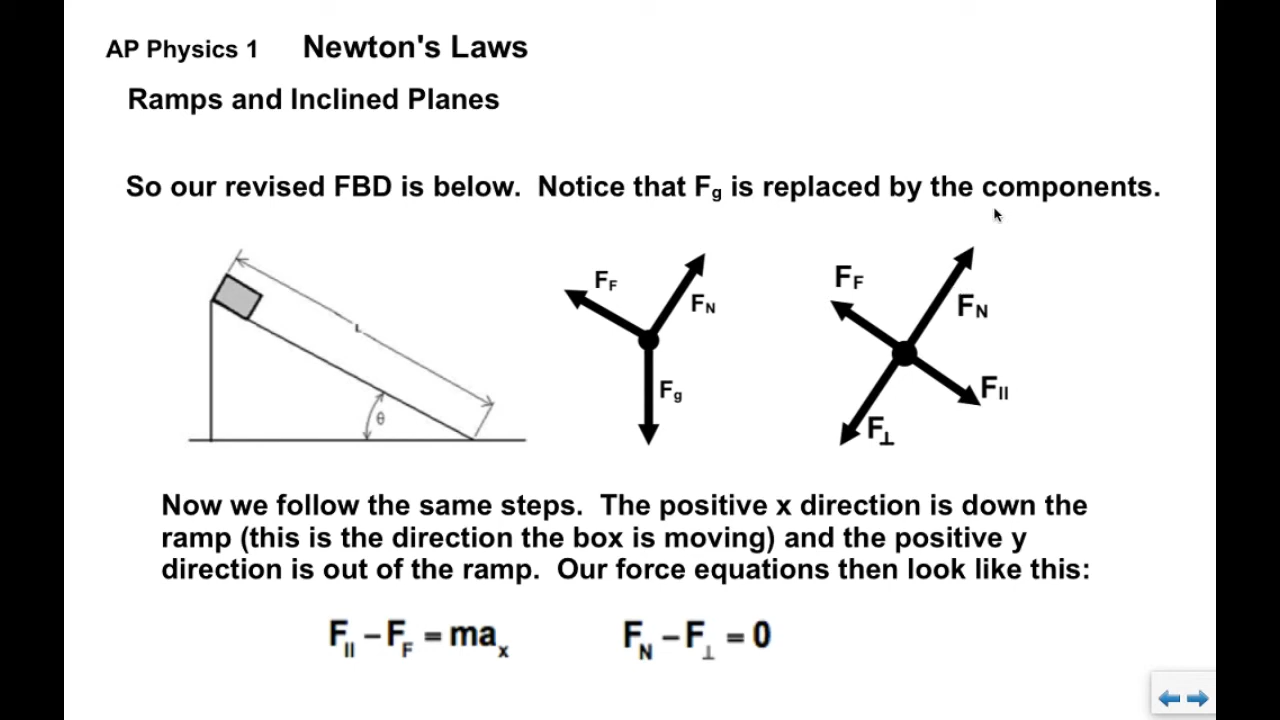 AP Physics 1 Newton's Laws
Ramps and Inclined Planes
So our revised FBD is below. Notice that Fg is replaced by the components.
L
θ
FF
FN
Fg
FF
FN
F||
F⊥
Now we follow the same steps. The positive x direction is down the
ramp (this is the direction the box is moving) and the positive y
direction is out of the ramp. Our force equations then look like this:
F|| – FF = max
FN – F⊥ = 0